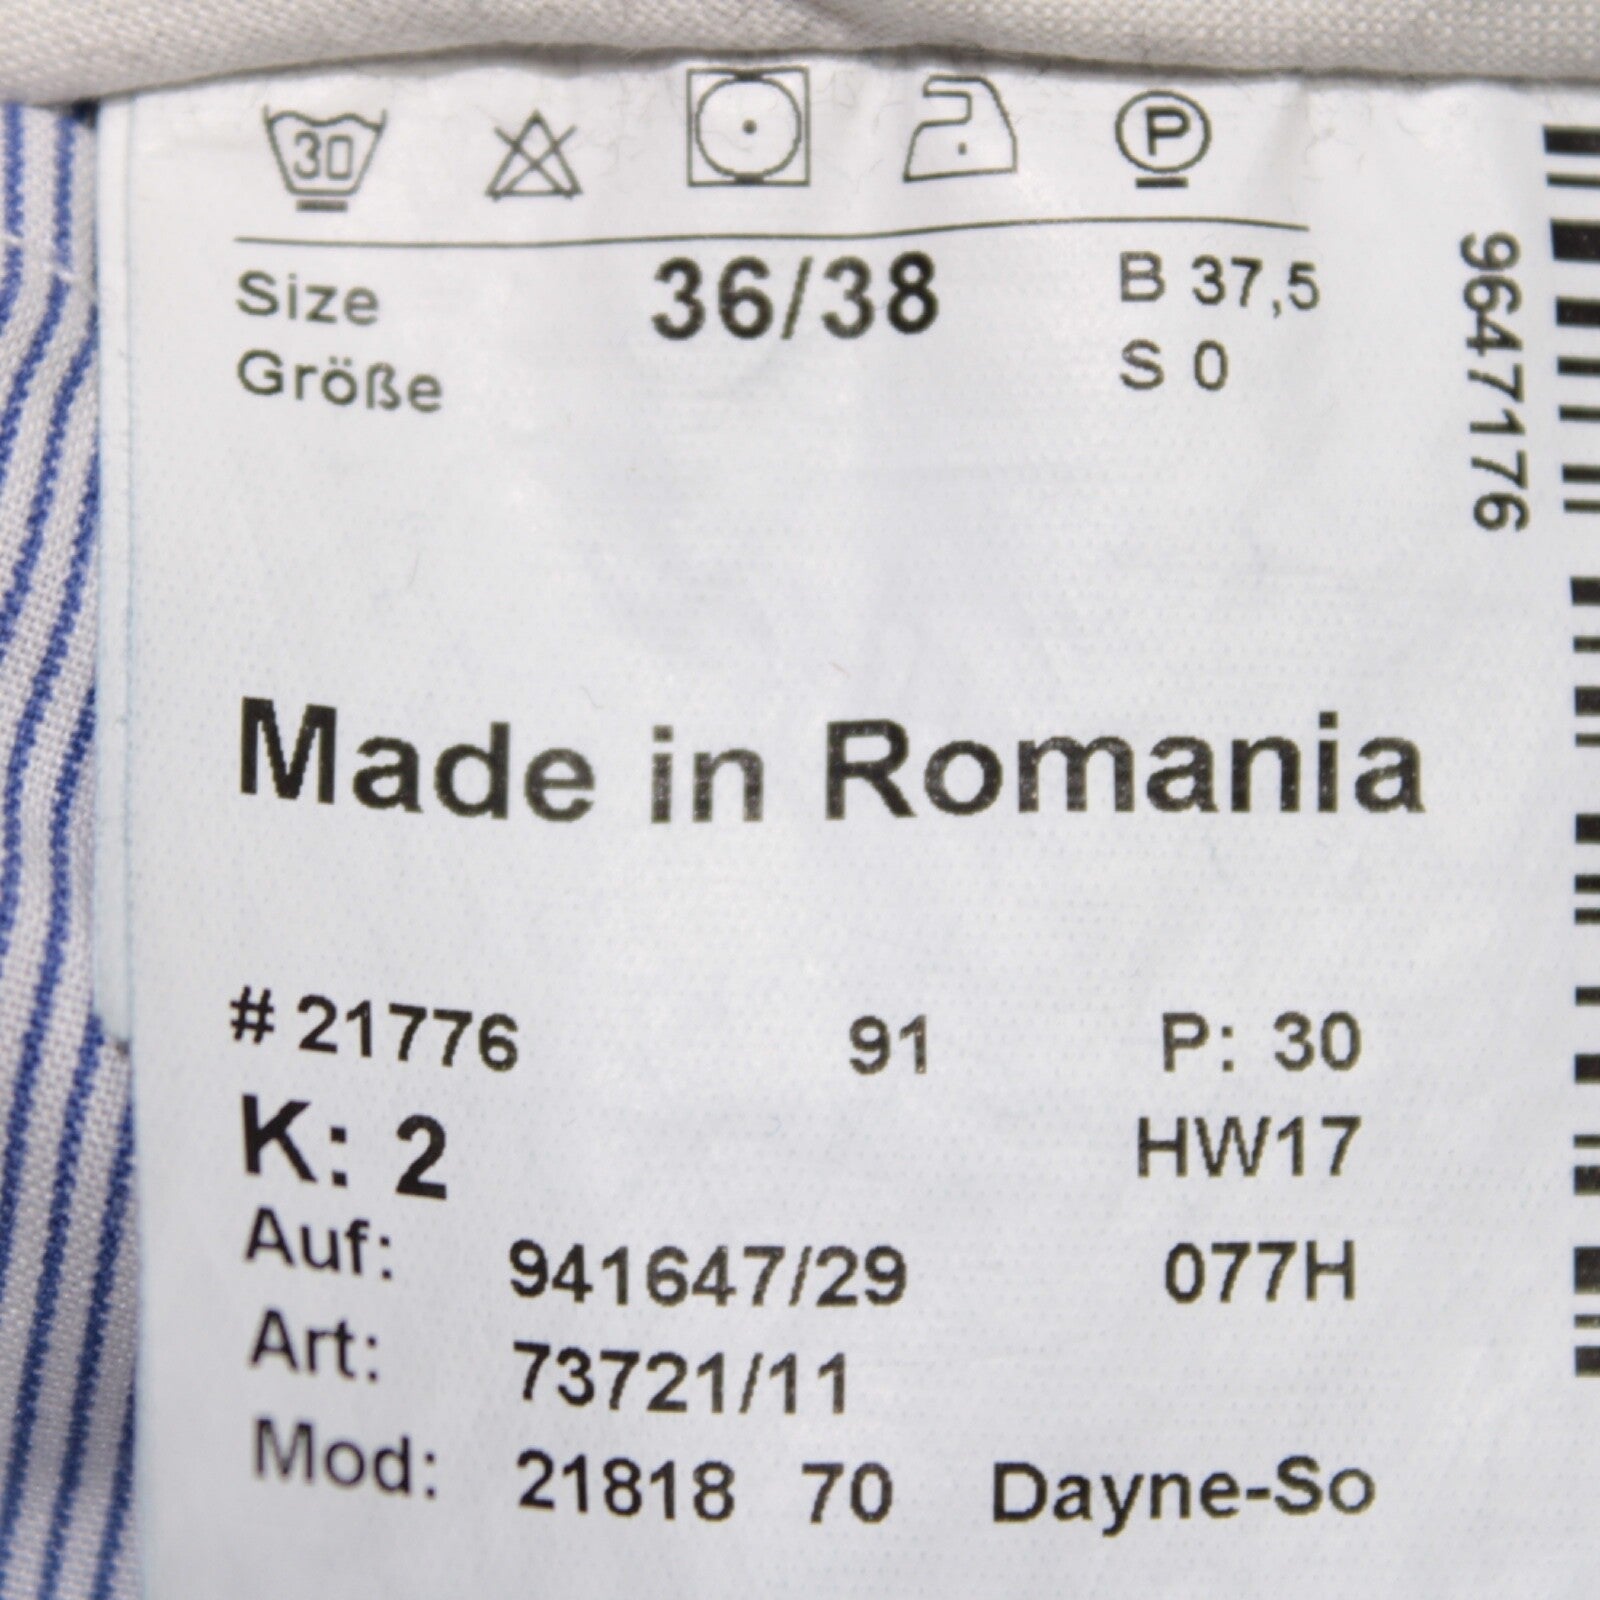 30 P
Size 36/38 B 37,5
Größe S 0
9647176
Made in Romania
# 21776 91 P: 30
K: 2 HW17
Auf: 941647/29 077H
Art: 73721/11
Mod: 21818 70 Dayne-So